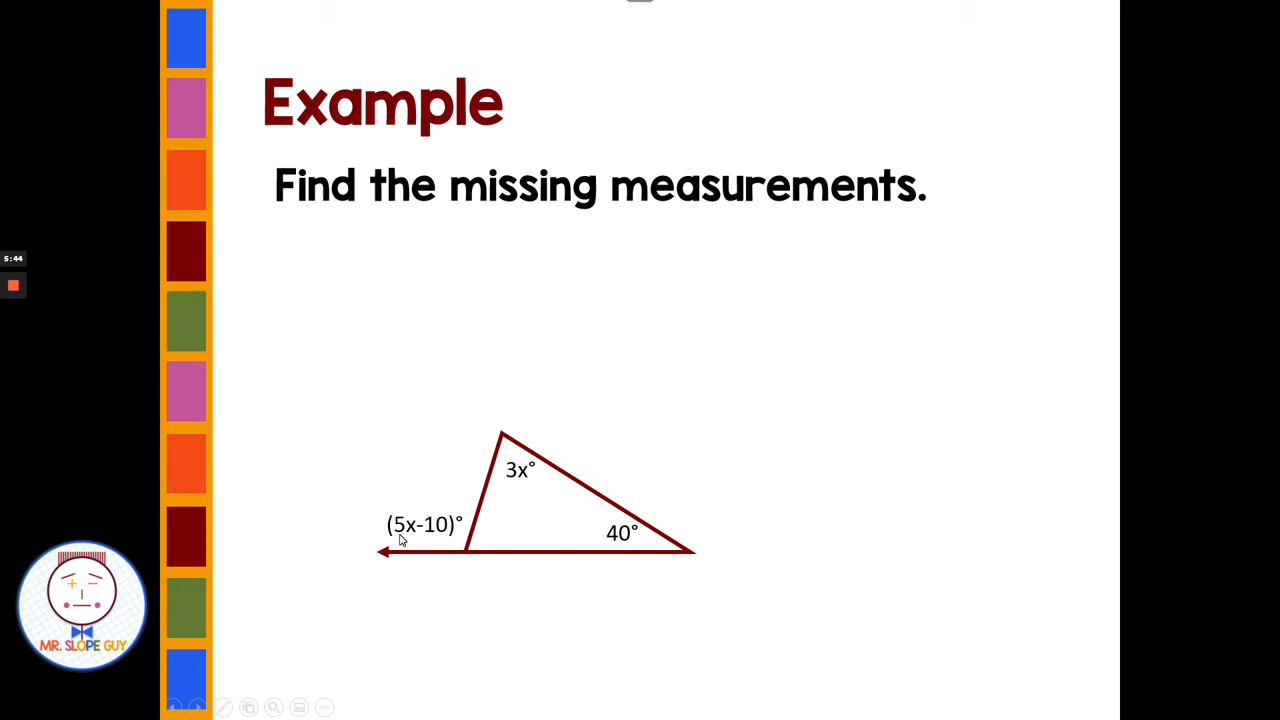 Example
Find the missing measurements.
5:44
3x°
(5x-10)°
40°
MR. SLOPE GUY